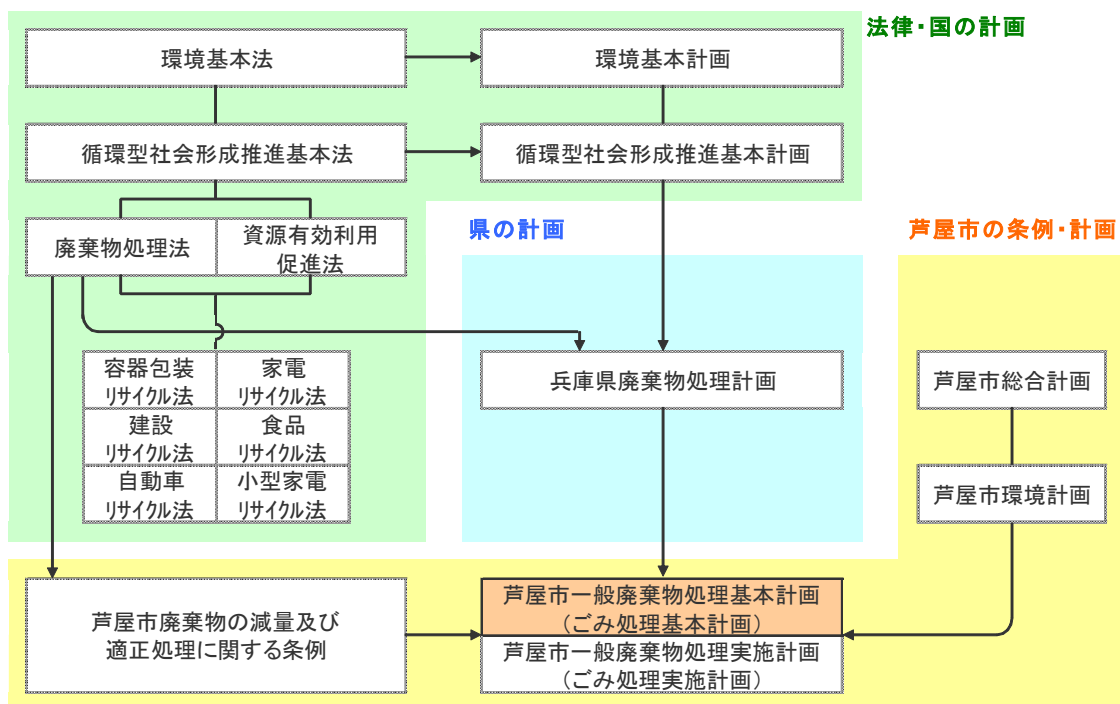 法律・国の計画
環境基本法
環境基本計画
循環型社会形成推進基本法
循環型社会形成推進基本計画
廃棄物処理法
資源有効利用
促進法
県の計画
芦屋市の条例・計画
容器包装
リサイクル法
家電
リサイクル法
建設
リサイクル法
食品
リサイクル法
自動車
リサイクル法
小型家電
リサイクル法
兵庫県廃棄物処理計画
芦屋市総合計画
芦屋市環境計画
芦屋市廃棄物の減量及び
適正処理に関する条例
芦屋市一般廃棄物処理基本計画
（ごみ処理基本計画）
芦屋市一般廃棄物処理実施計画
（ごみ処理実施計画）